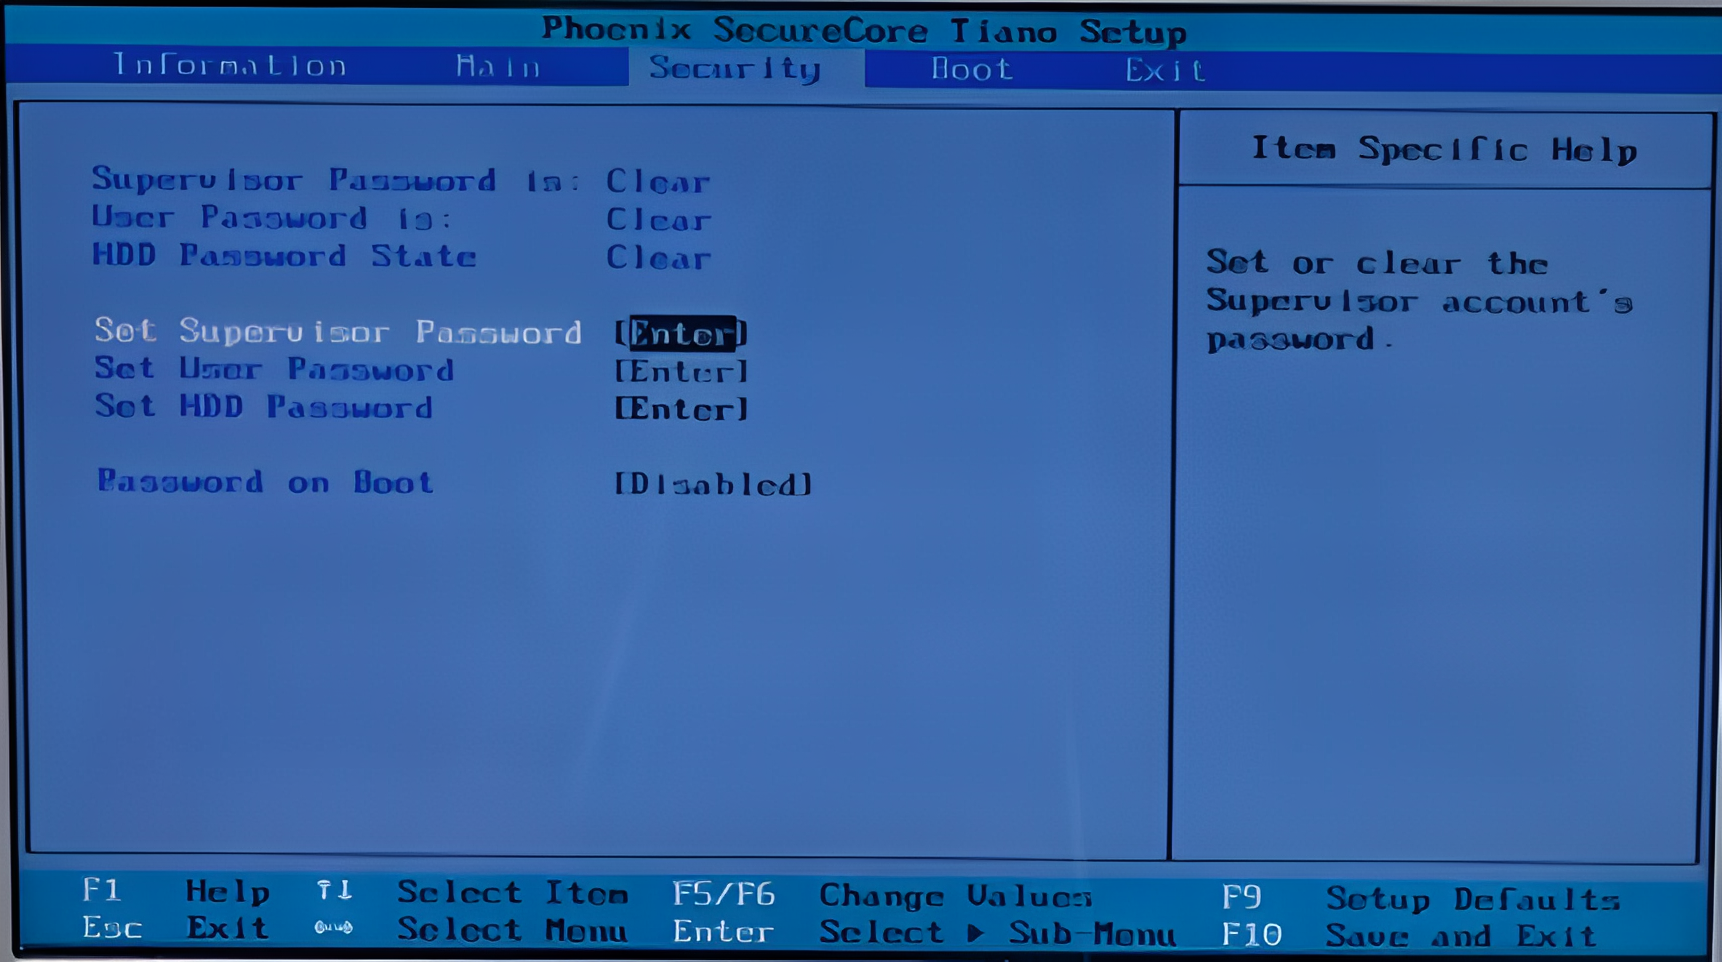 Phoenix SecureCore Tiano Setup
Information Main Security Boot Exit
Item Specific Help
Supervisor Password is: Clear
User Password is: Clear
HDD Password State Clear
Set Supervisor Password [Enter]
Set User Password [Enter]
Set HDD Password [Enter]
Password on Boot [Disabled]
Set or clear the
Supervisor account's
password.
F1 Help ↑↓ Select Item F5/F6 Change Values F9 Setup Defaults
Esc Exit Select Menu Enter Select ▶ Sub-Menu F10 Save and Exit